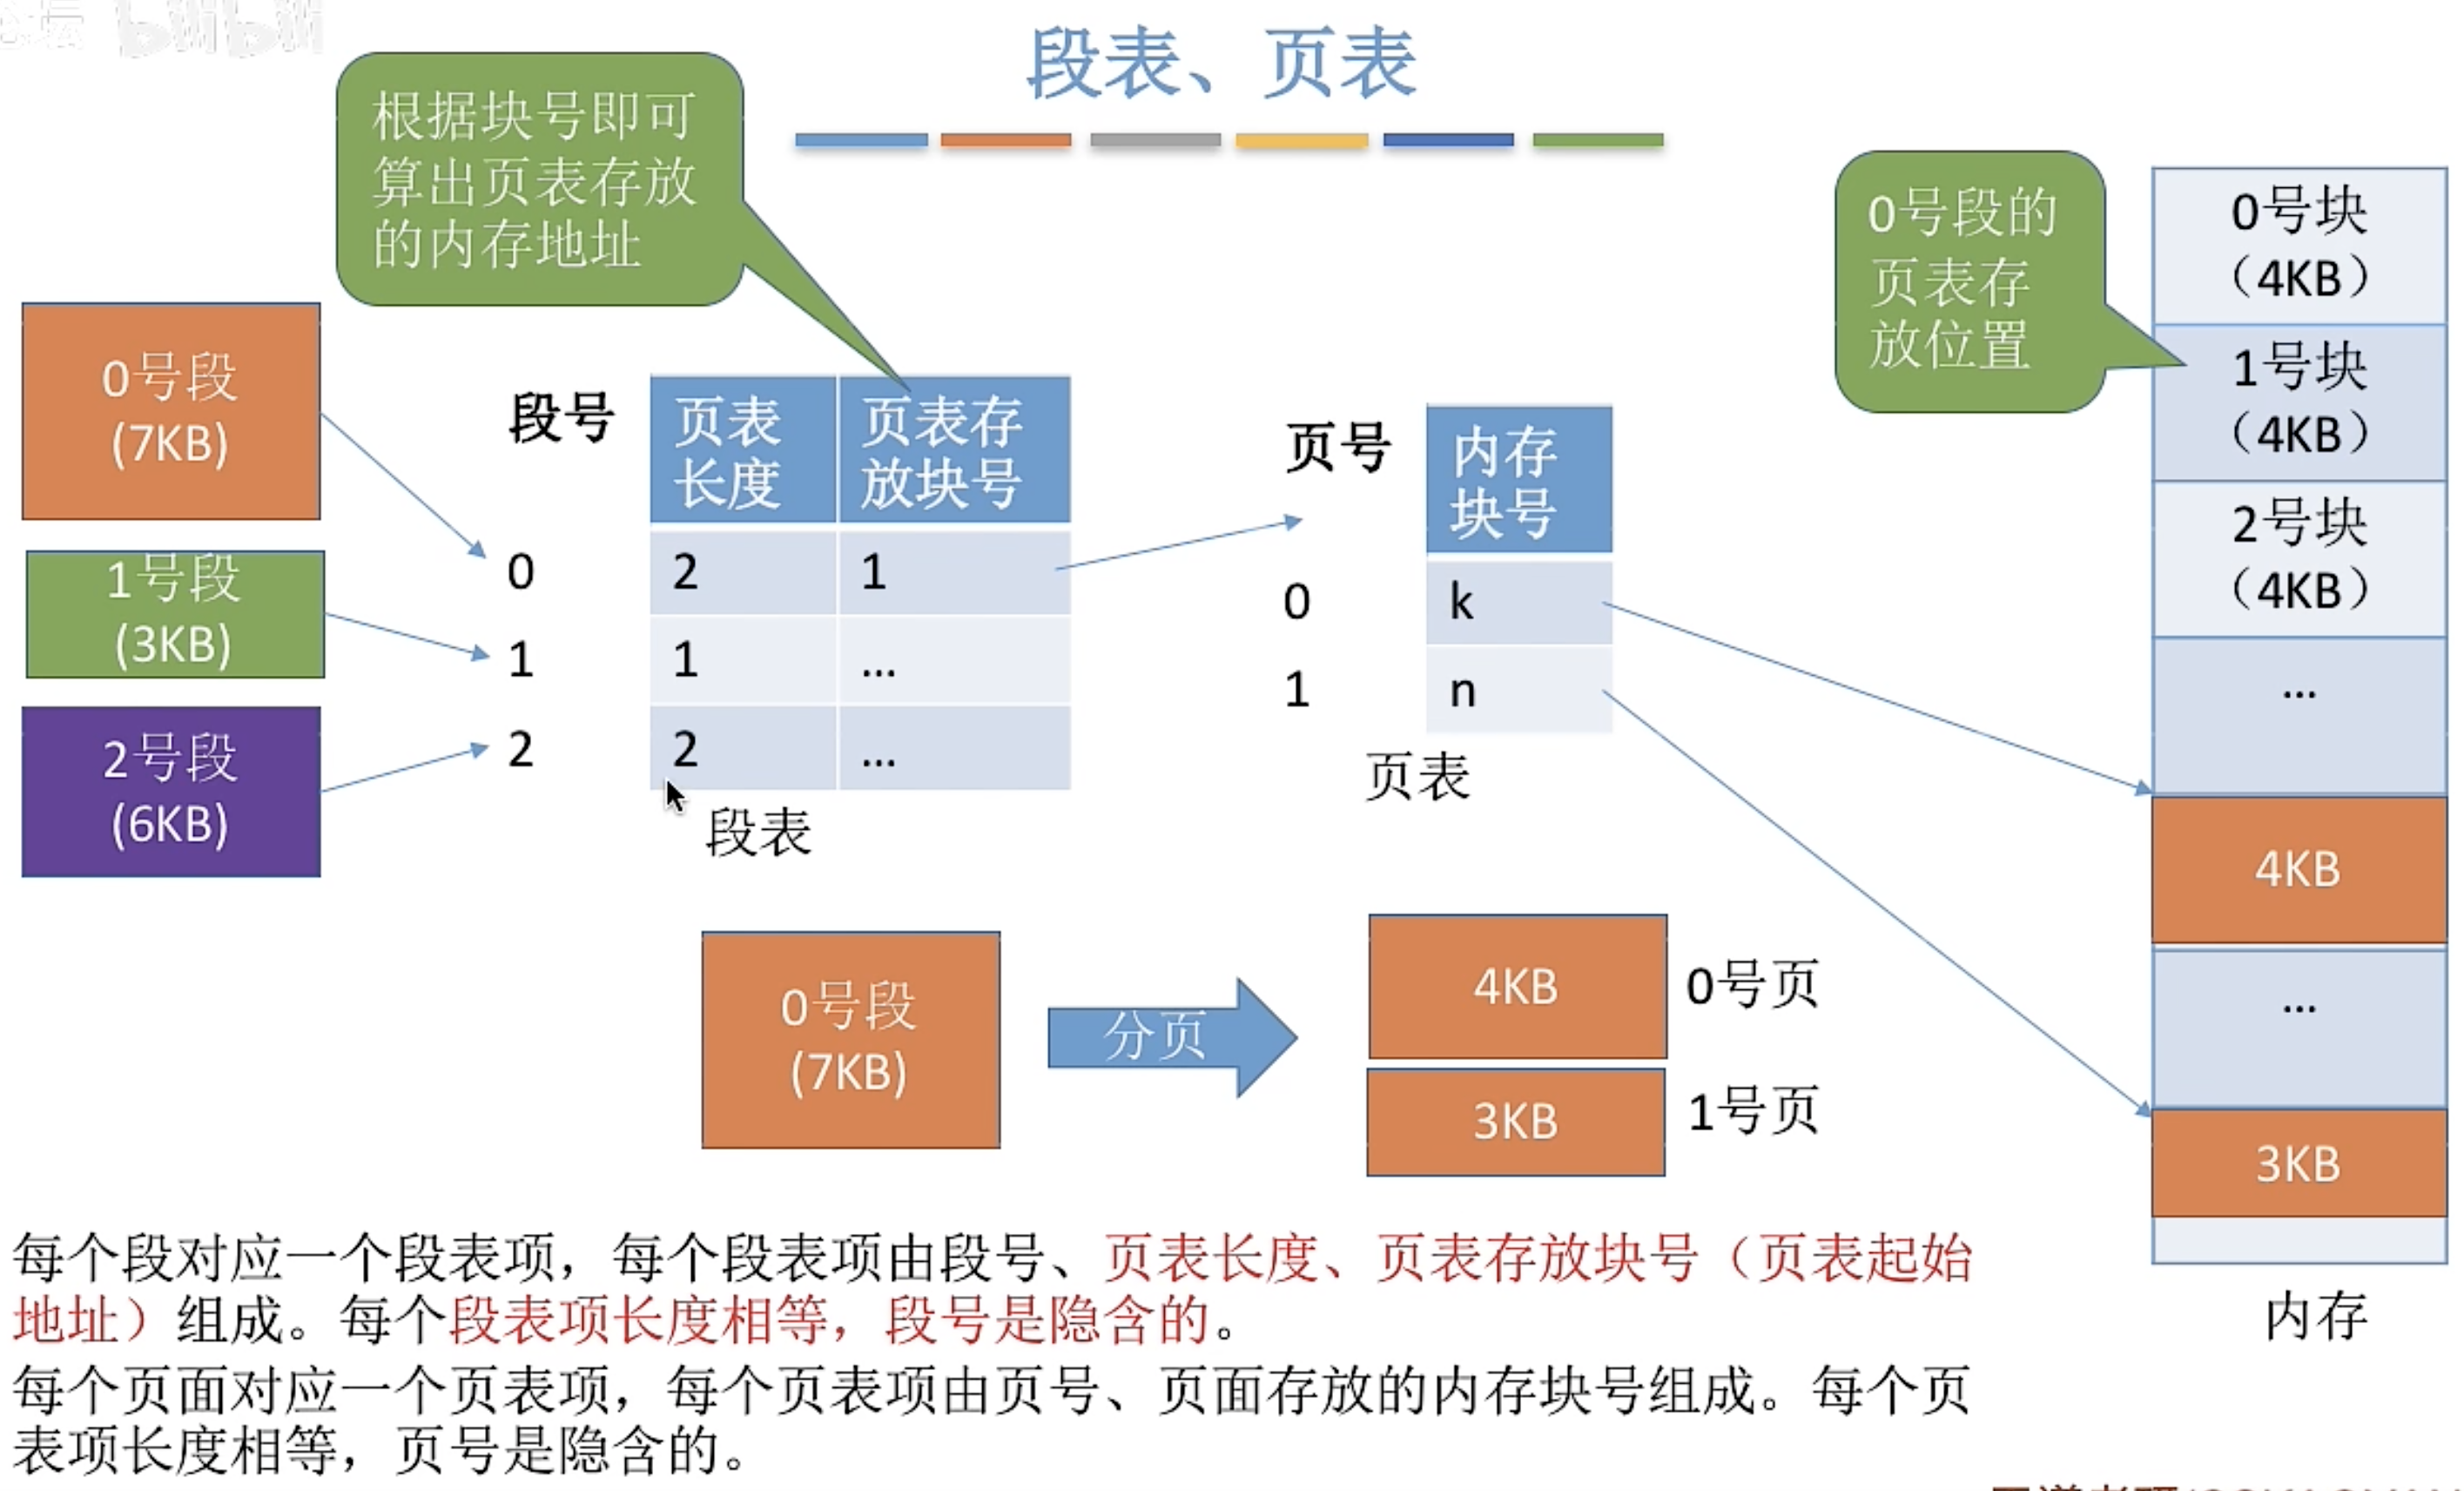 bilibili
段表、页表
根据块号即可
算出页表存放
的内存地址
0号段的
页表存
放位置
0号段
(7KB)
1号段
(3KB)
2号段
(6KB)
段号
页表
长度
页表存
放块号
0
2
1
1
1
...
2
2
...
段表
页号
内存
块号
0
k
1
n
页表
0号块
（4KB）
1号块
（4KB）
2号块
（4KB）
...
4KB
...
3KB
内存
0号段
(7KB)
分页
4KB
0号页
3KB
1号页
每个段对应一个段表项，每个段表项由段号、页表长度、页表存放块号（页表起始
地址）组成。每个段表项长度相等，段号是隐含的。
每个页面对应一个页表项，每个页表项由页号、页面存放的内存块号组成。每个页
表项长度相等，页号是隐含的。